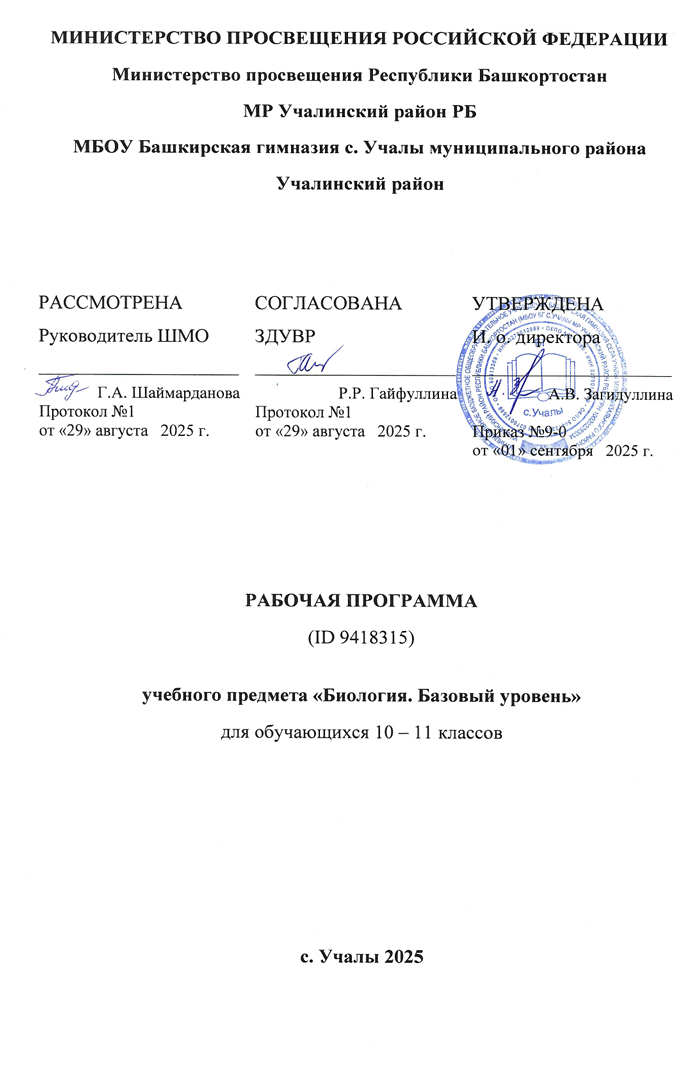 МИНИСТЕРСТВО ПРОСВЕЩЕНИЯ РОССИЙСКОЙ ФЕДЕРАЦИИ
Министерство просвещения Республики Башкортостан
МР Учалинский район РБ
МБОУ Башкирская гимназия с. Учалы муниципального района
Учалинский район
РАССМОТРЕНА
Руководитель ШМО
Г.А. Шаймарданова
Протокол №1
от «29» августа 2025 г.
СОГЛАСОВАНА
ЗДУВР
Р.Р. Гайфуллина
Протокол №1
от «29» августа 2025 г.
УТВЕРЖДЕНА
И. о. директора
А.В. Загидуллина
Приказ №9-0
от «01» сентября 2025 г.
с.Учалы
РАБОЧАЯ ПРОГРАММА
(ID 9418315)
учебного предмета «Биология. Базовый уровень»
для обучающихся 10 – 11 классов
с. Учалы 2025